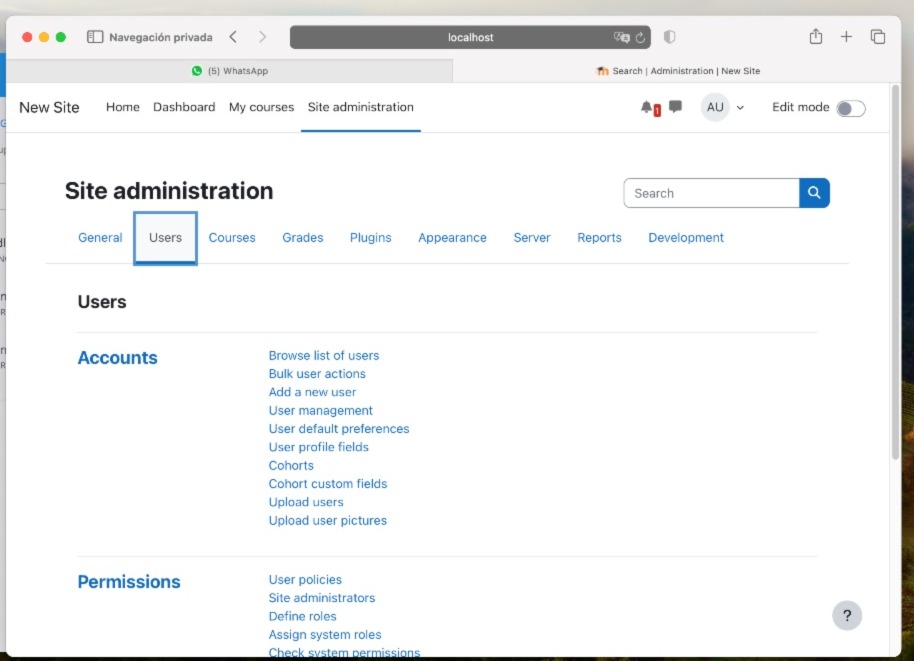 Navegación privada
localhost
(5) WhatsApp
Search | Administration | New Site
New Site Home Dashboard My courses Site administration 1 AU Edit mode
Site administration
Search
General Users Courses Grades Plugins Appearance Server Reports Development
Users
Accounts
Browse list of users
Bulk user actions
Add a new user
User management
User default preferences
User profile fields
Cohorts
Cohort custom fields
Upload users
Upload user pictures
Permissions
User policies
Site administrators
Define roles
Assign system roles
Check system permissions
?